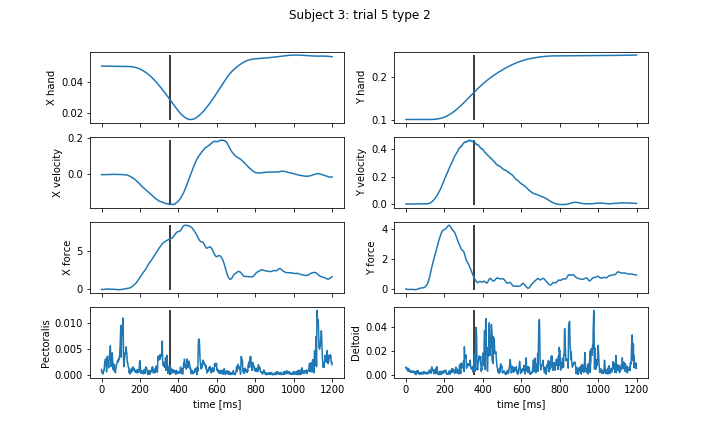 Subject 3: trial 5 type 2
X hand
0.04
0.02
Y hand
0.2
0.1
X velocity
0.2
0.0
Y velocity
0.4
0.2
0.0
X force
5
0
Y force
4
2
0
Pectoralis
0.010
0.005
0.000
0 200 400 600 800 1000 1200
time [ms]
Deltoid
0.04
0.02
0.00
0 200 400 600 800 1000 1200
time [ms]